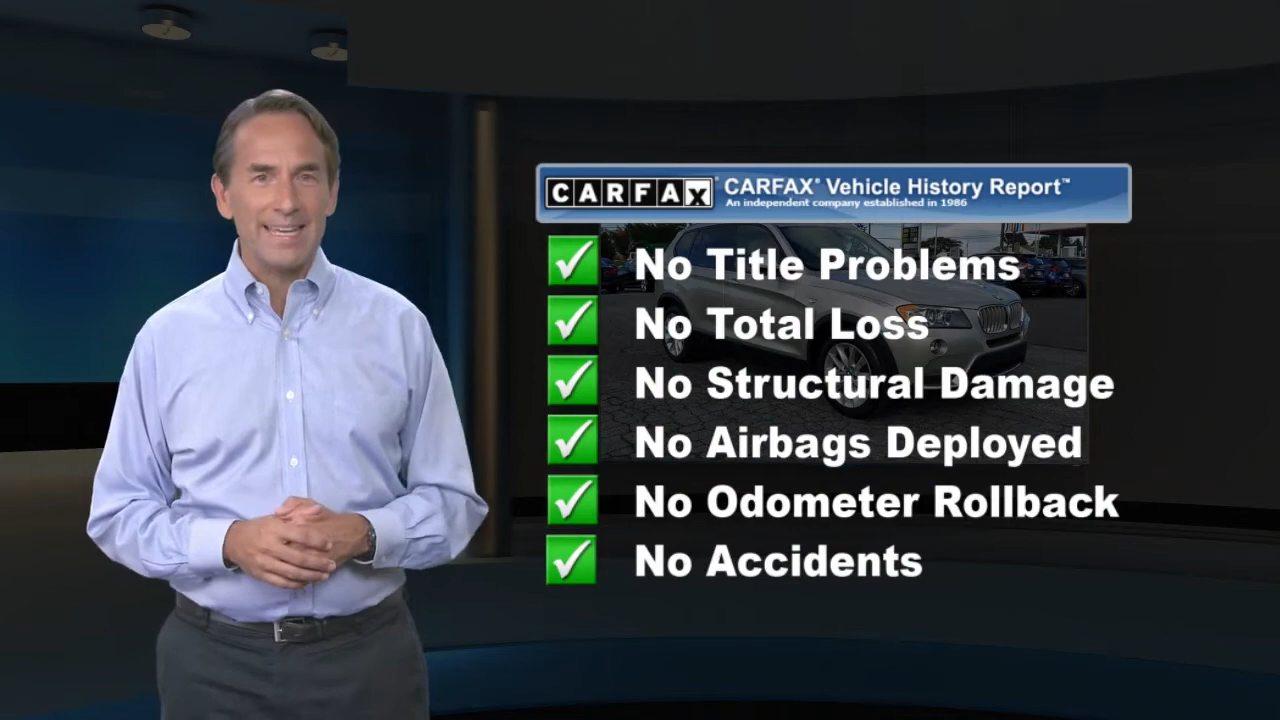 CARFAX CARFAX® Vehicle History Report™
An independent company established in 1986
No Title Problems
No Total Loss
No Structural Damage
No Airbags Deployed
No Odometer Rollback
No Accidents